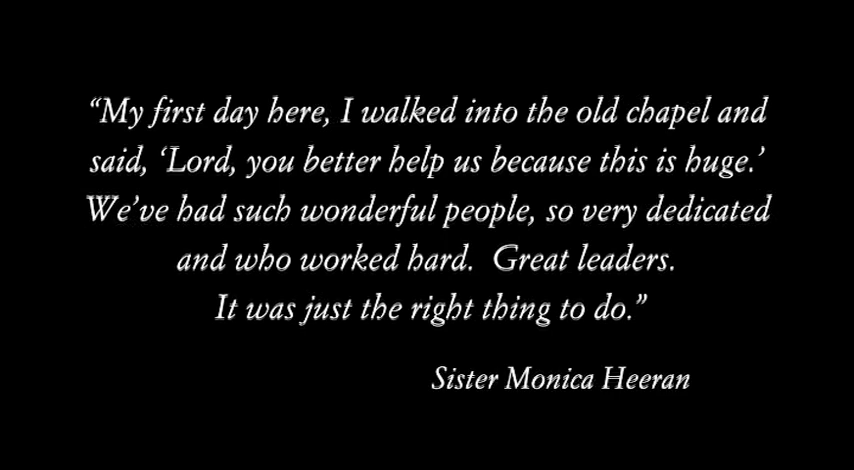 “My first day here, I walked into the old chapel and
said, ‘Lord, you better help us because this is huge.’
We’ve had such wonderful people, so very dedicated
and who worked hard.  Great leaders.
It was just the right thing to do.”
Sister Monica Heeran